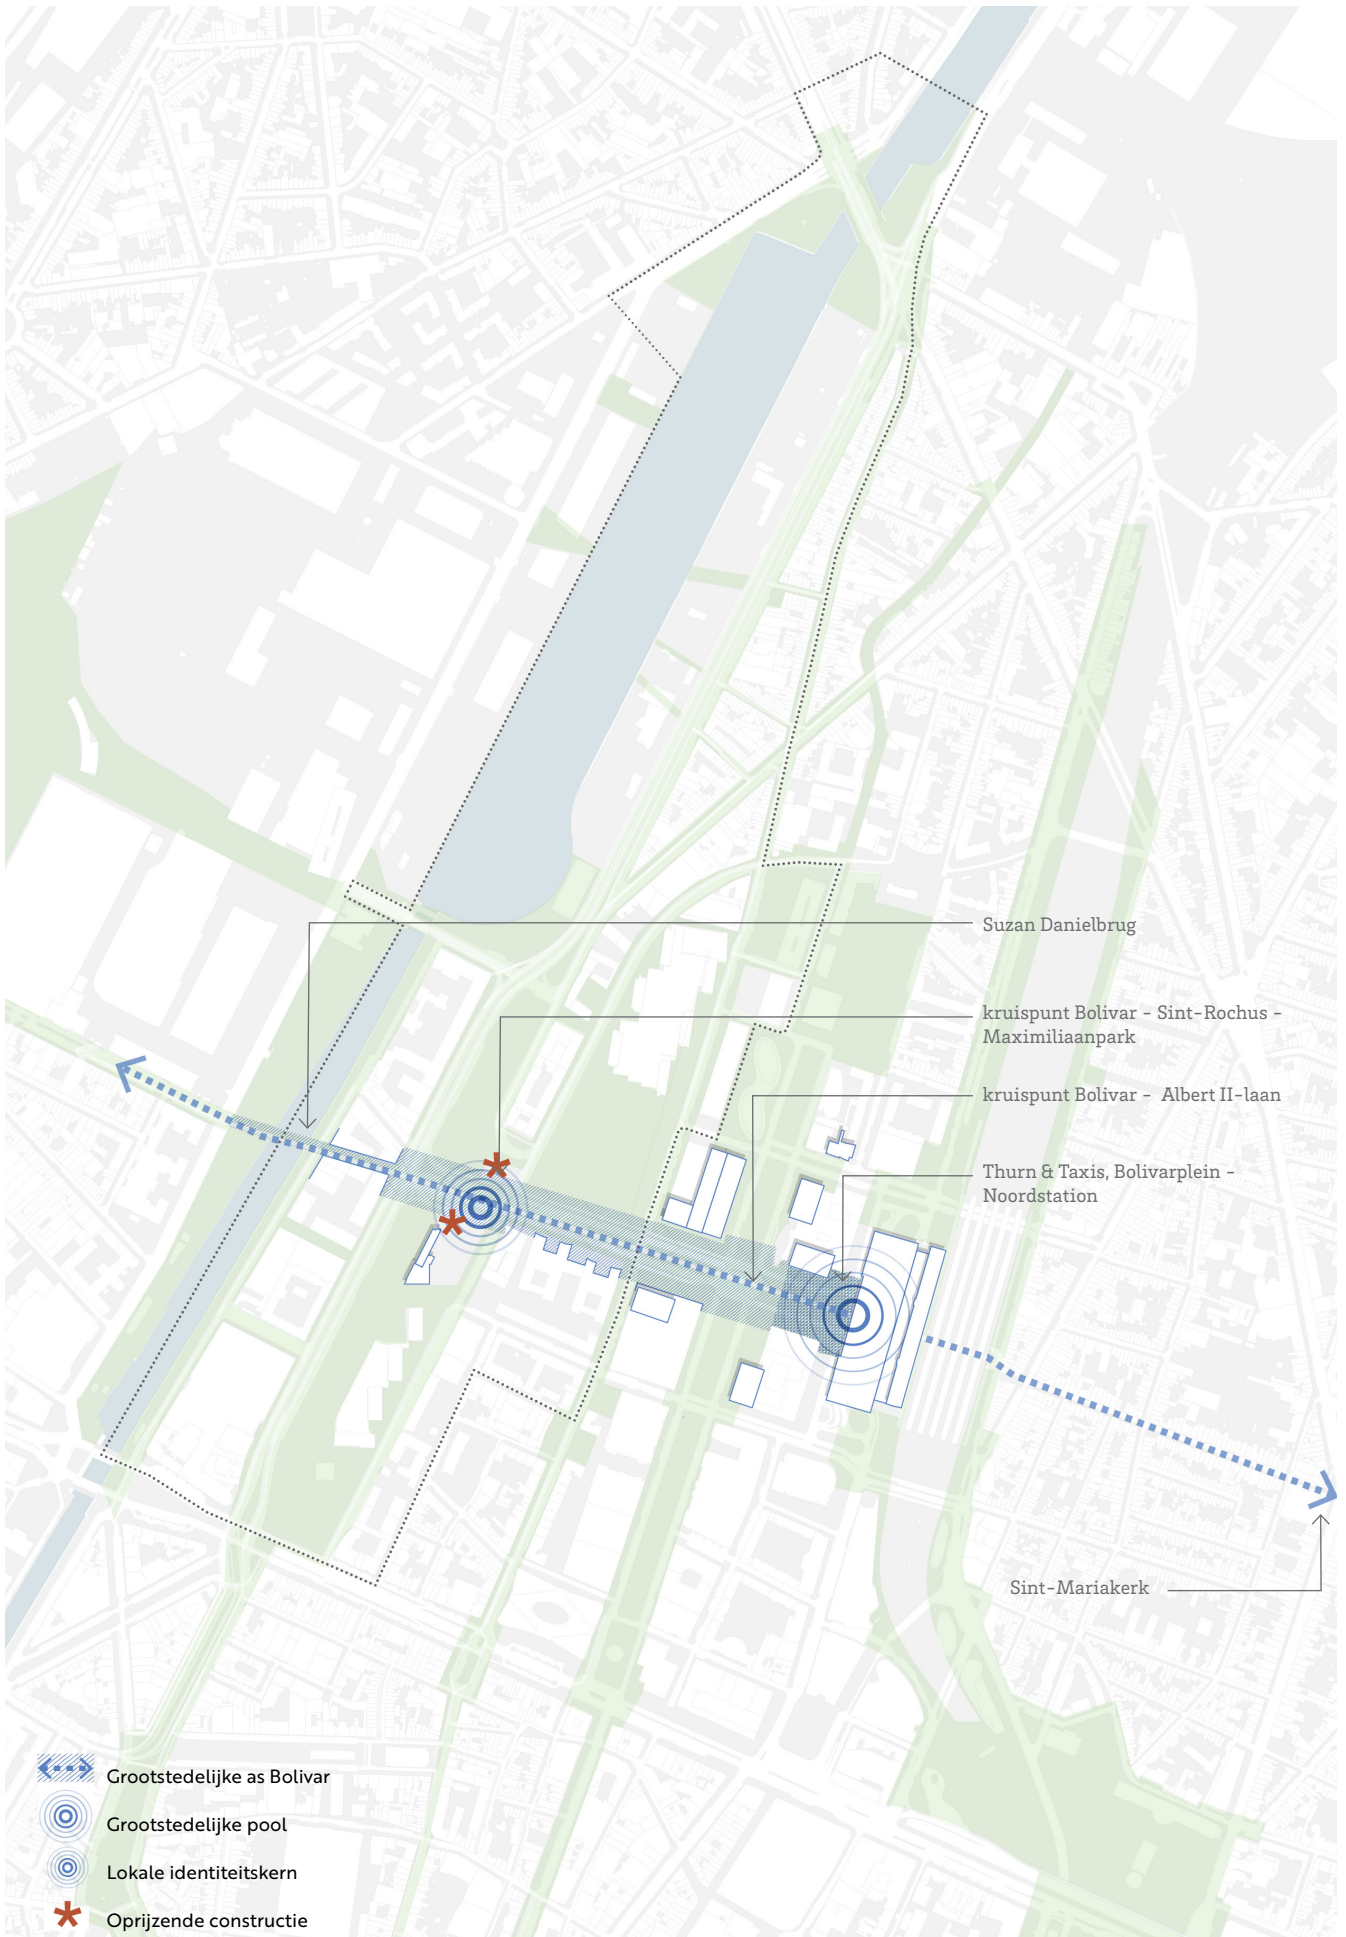 Suzan Danielbrug
kruispunt Bolivar - Sint-Rochus -
Maximiliaanpark
kruispunt Bolivar - Albert II-laan
Thurn & Taxis, Bolivarplein -
Noordstation
Sint-Mariakerk
Grootstedelijke as Bolivar
Grootstedelijke pool
Lokale identiteitskern
Oprijzende constructie